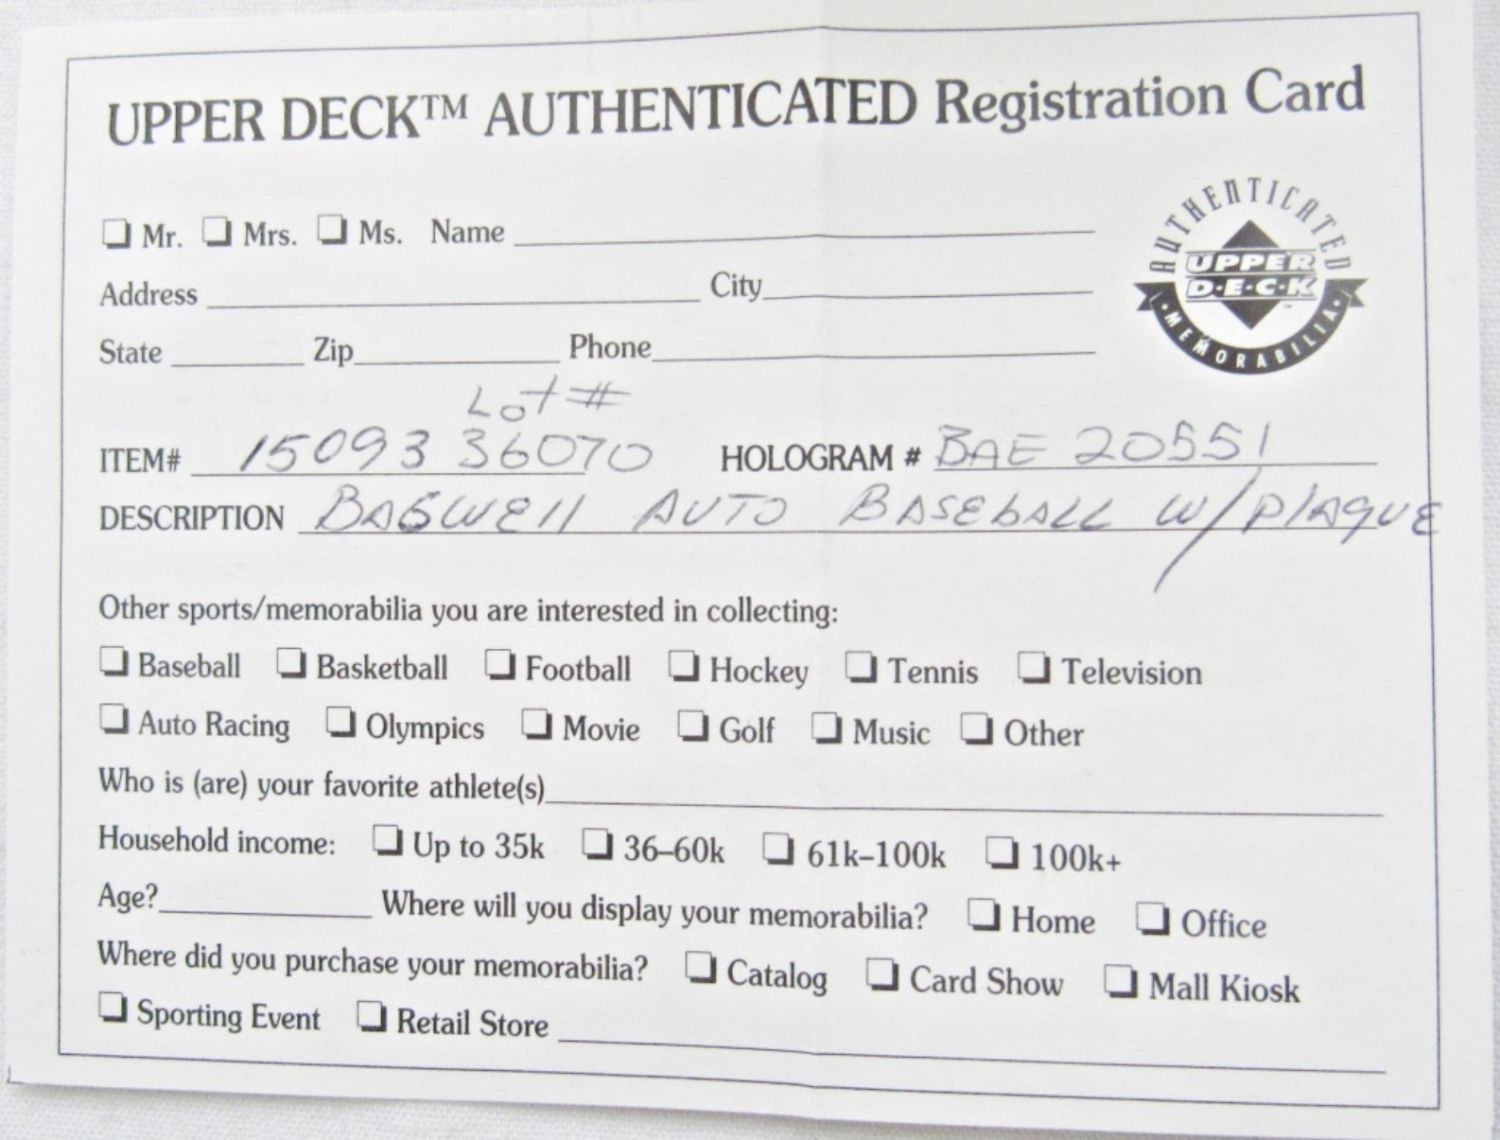 UPPER DECK™ AUTHENTICATED Registration Card
❏ Mr. ❏ Mrs. ❏ Ms. Name
AUTHENTICATED
UPPER
D·E·C·K
·MEMORABILIA·
Address City
State Zip Phone
Lot #
ITEM# 15093 36070 HOLOGRAM # BAE 20551
DESCRIPTION BAGWEll AUTO BASEbALL W/PlAQUE
Other sports/memorabilia you are interested in collecting:
❏ Baseball ❏ Basketball ❏ Football ❏ Hockey ❏ Tennis ❏ Television
❏ Auto Racing ❏ Olympics ❏ Movie ❏ Golf ❏ Music ❏ Other
Who is (are) your favorite athlete(s)
Household income: ❏ Up to 35k ❏ 36–60k ❏ 61k–100k ❏ 100k+
Age? Where will you display your memorabilia? ❏ Home ❏ Office
Where did you purchase your memorabilia? ❏ Catalog ❏ Card Show ❏ Mall Kiosk
❏ Sporting Event ❏ Retail Store